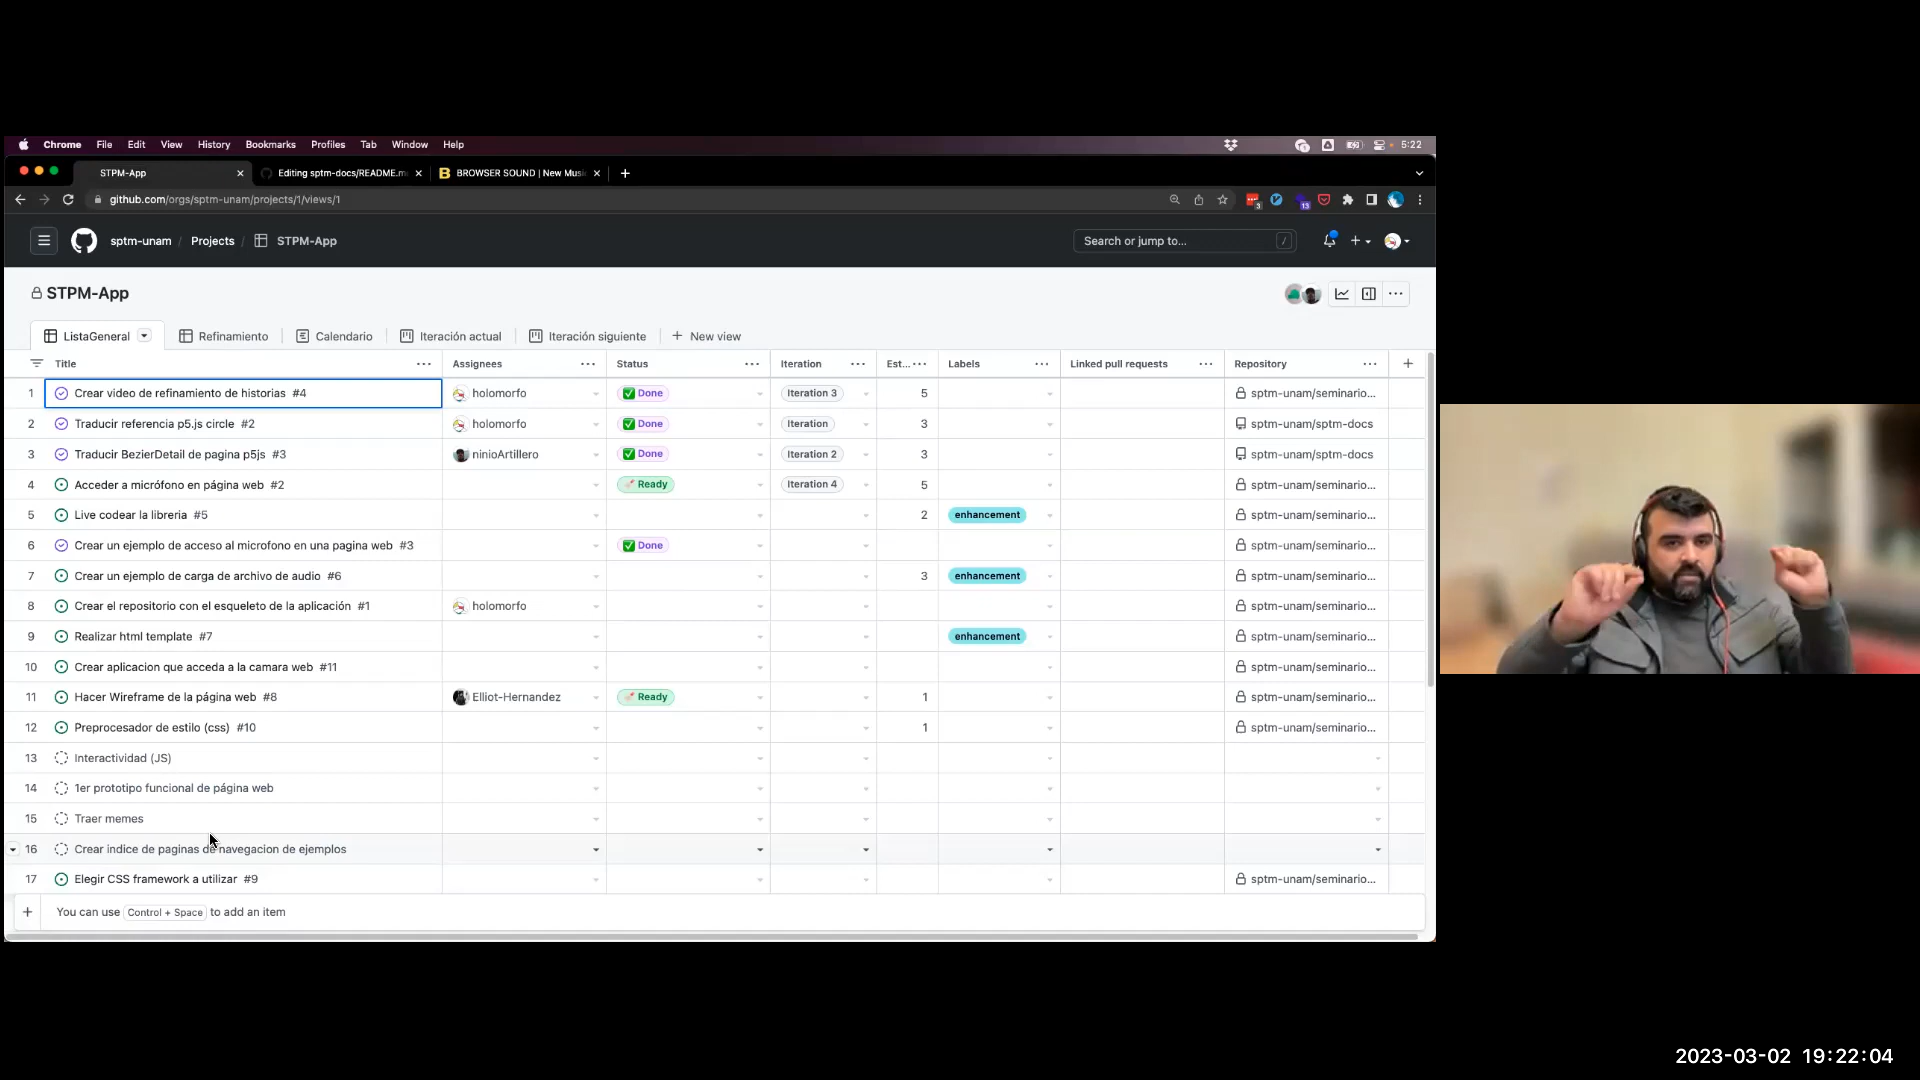 Chrome File Edit View History Bookmarks Profiles Tab Window Help 5:22
STPM-App Editing sptm-docs/README.m BROWSER SOUND | New Musi
github.com/orgs/sptm-unam/projects/1/views/1 3 13
sptm-unam / Projects / STPM-App Search or jump to... /
STPM-App
ListaGeneral Refinamiento Calendario Iteración actual Iteración siguiente + New view
Title Assignees Status Iteration Est... Labels Linked pull requests Repository
1 Crear video de refinamiento de historias #4 holomorfo Done Iteration 3 5 sptm-unam/seminario...
2 Traducir referencia p5.js circle #2 holomorfo Done Iteration 3 sptm-unam/sptm-docs
3 Traducir BezierDetail de pagina p5js #3 ninioArtillero Done Iteration 2 3 sptm-unam/sptm-docs
4 Acceder a micrófono en página web #2 Ready Iteration 4 5 sptm-unam/seminario...
5 Live codear la libreria #5 2 enhancement sptm-unam/seminario...
6 Crear un ejemplo de acceso al microfono en una pagina web #3 Done sptm-unam/seminario...
7 Crear un ejemplo de carga de archivo de audio #6 3 enhancement sptm-unam/seminario...
8 Crear el repositorio con el esqueleto de la aplicación #1 holomorfo sptm-unam/seminario...
9 Realizar html template #7 enhancement sptm-unam/seminario...
10 Crear aplicacion que acceda a la camara web #11 sptm-unam/seminario...
11 Hacer Wireframe de la página web #8 Elliot-Hernandez Ready 1 sptm-unam/seminario...
12 Preprocesador de estilo (css) #10 1 sptm-unam/seminario...
13 Interactividad (JS)
14 1er prototipo funcional de página web
15 Traer memes
16 Crear indice de paginas de navegacion de ejemplos
17 Elegir CSS framework a utilizar #9 sptm-unam/seminario...
+ You can use Control + Space to add an item
2023-03-02 19:22:04